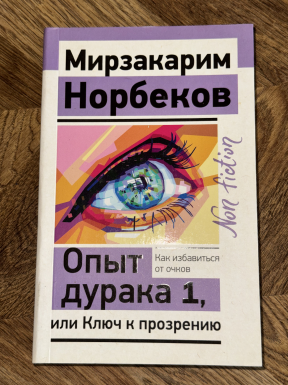 Мирзакарим
Норбеков
Non fiction
Как избавиться
от очков
Опыт
дурака 1,
или Ключ к прозрению